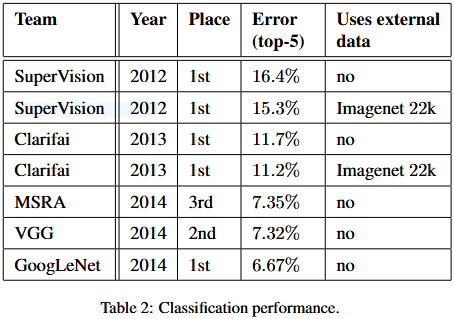 Team Year Place Error (top-5) Uses external data
SuperVision 2012 1st 16.4% no
SuperVision 2012 1st 15.3% Imagenet 22k
Clarifai 2013 1st 11.7% no
Clarifai 2013 1st 11.2% Imagenet 22k
MSRA 2014 3rd 7.35% no
VGG 2014 2nd 7.32% no
GoogLeNet 2014 1st 6.67% no
Table 2: Classification performance.